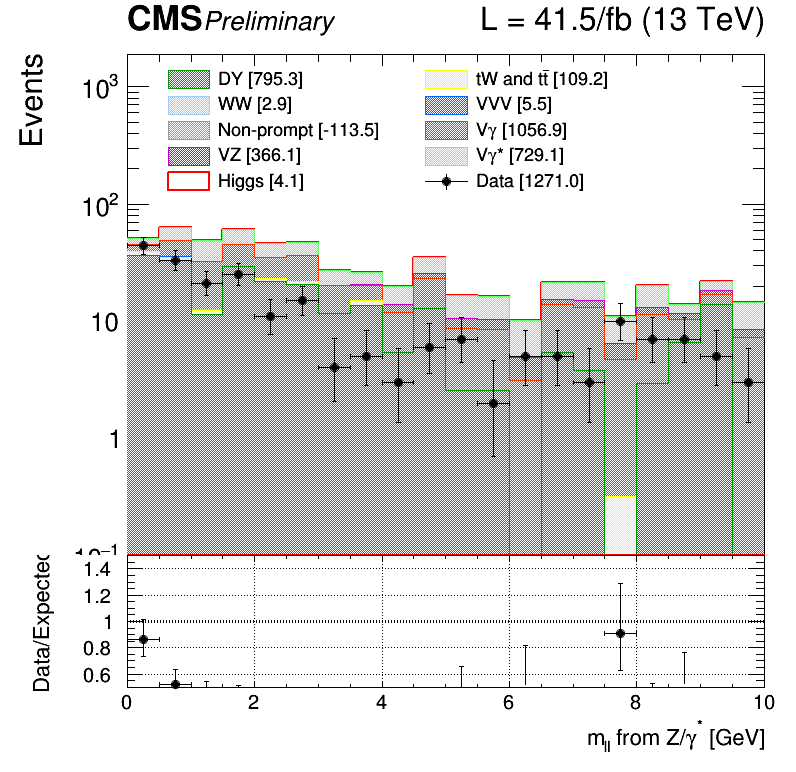 CMS Preliminary L = 41.5/fb (13 TeV)
Events
10³
10²
10
1
10⁻¹
DY [795.3]
WW [2.9]
Non-prompt [-113.5]
VZ [366.1]
Higgs [4.1]
tW and tt̄ [109.2]
VVV [5.5]
Vγ [1056.9]
Vγ* [729.1]
Data [1271.0]
Data/Expected
1.4
1.2
1
0.8
0.6
0 2 4 6 8 10
m_ll from Z/γ* [GeV]